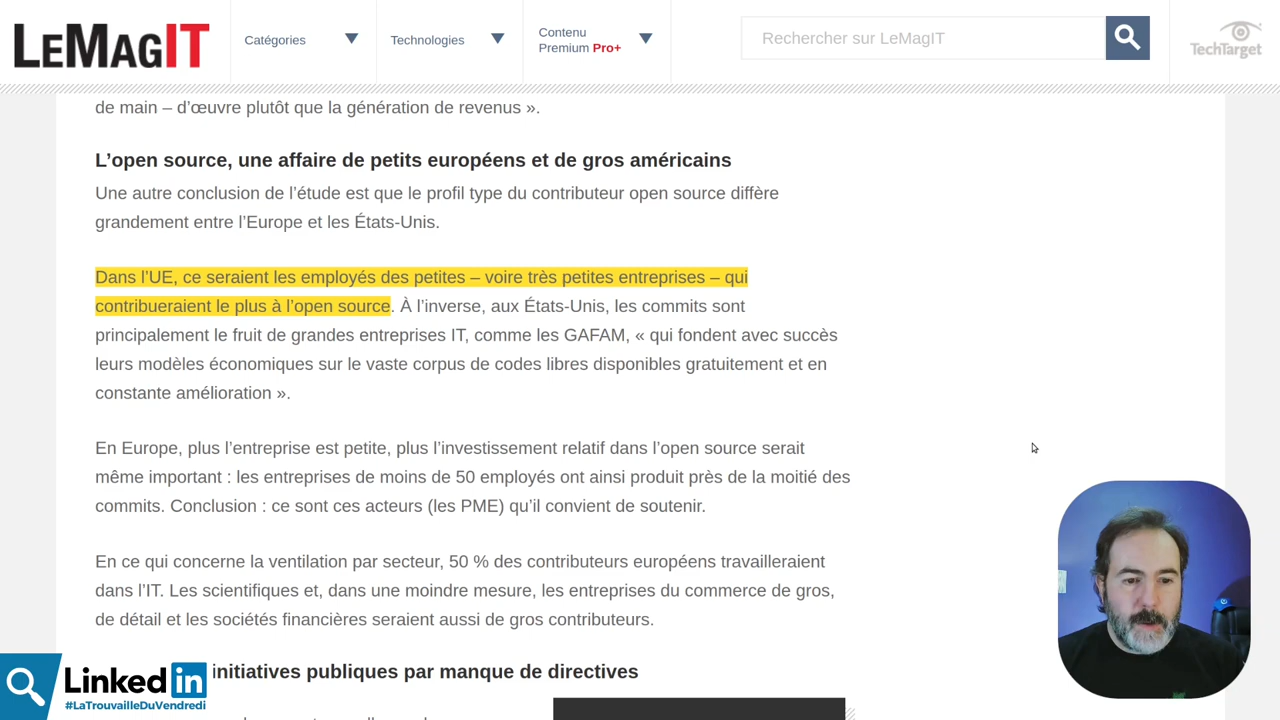 LEMAGIT
Catégories
Technologies
Contenu
Premium Pro+
Rechercher sur LeMagIT
TechTarget
de main – d’œuvre plutôt que la génération de revenus ».
L’open source, une affaire de petits européens et de gros américains
Une autre conclusion de l’étude est que le profil type du contributeur open source diffère
grandement entre l’Europe et les États-Unis.
Dans l’UE, ce seraient les employés des petites – voire très petites entreprises – qui
contribueraient le plus à l’open source. À l’inverse, aux États-Unis, les commits sont
principalement le fruit de grandes entreprises IT, comme les GAFAM, « qui fondent avec succès
leurs modèles économiques sur le vaste corpus de codes libres disponibles gratuitement et en
constante amélioration ».
En Europe, plus l’entreprise est petite, plus l’investissement relatif dans l’open source serait
même important : les entreprises de moins de 50 employés ont ainsi produit près de la moitié des
commits. Conclusion : ce sont ces acteurs (les PME) qu’il convient de soutenir.
En ce qui concerne la ventilation par secteur, 50 % des contributeurs européens travailleraient
dans l’IT. Les scientifiques et, dans une moindre mesure, les entreprises du commerce de gros,
de détail et les sociétés financières seraient aussi de gros contributeurs.
initiatives publiques par manque de directives
Linked in
#LaTrouvailleDuVendredi